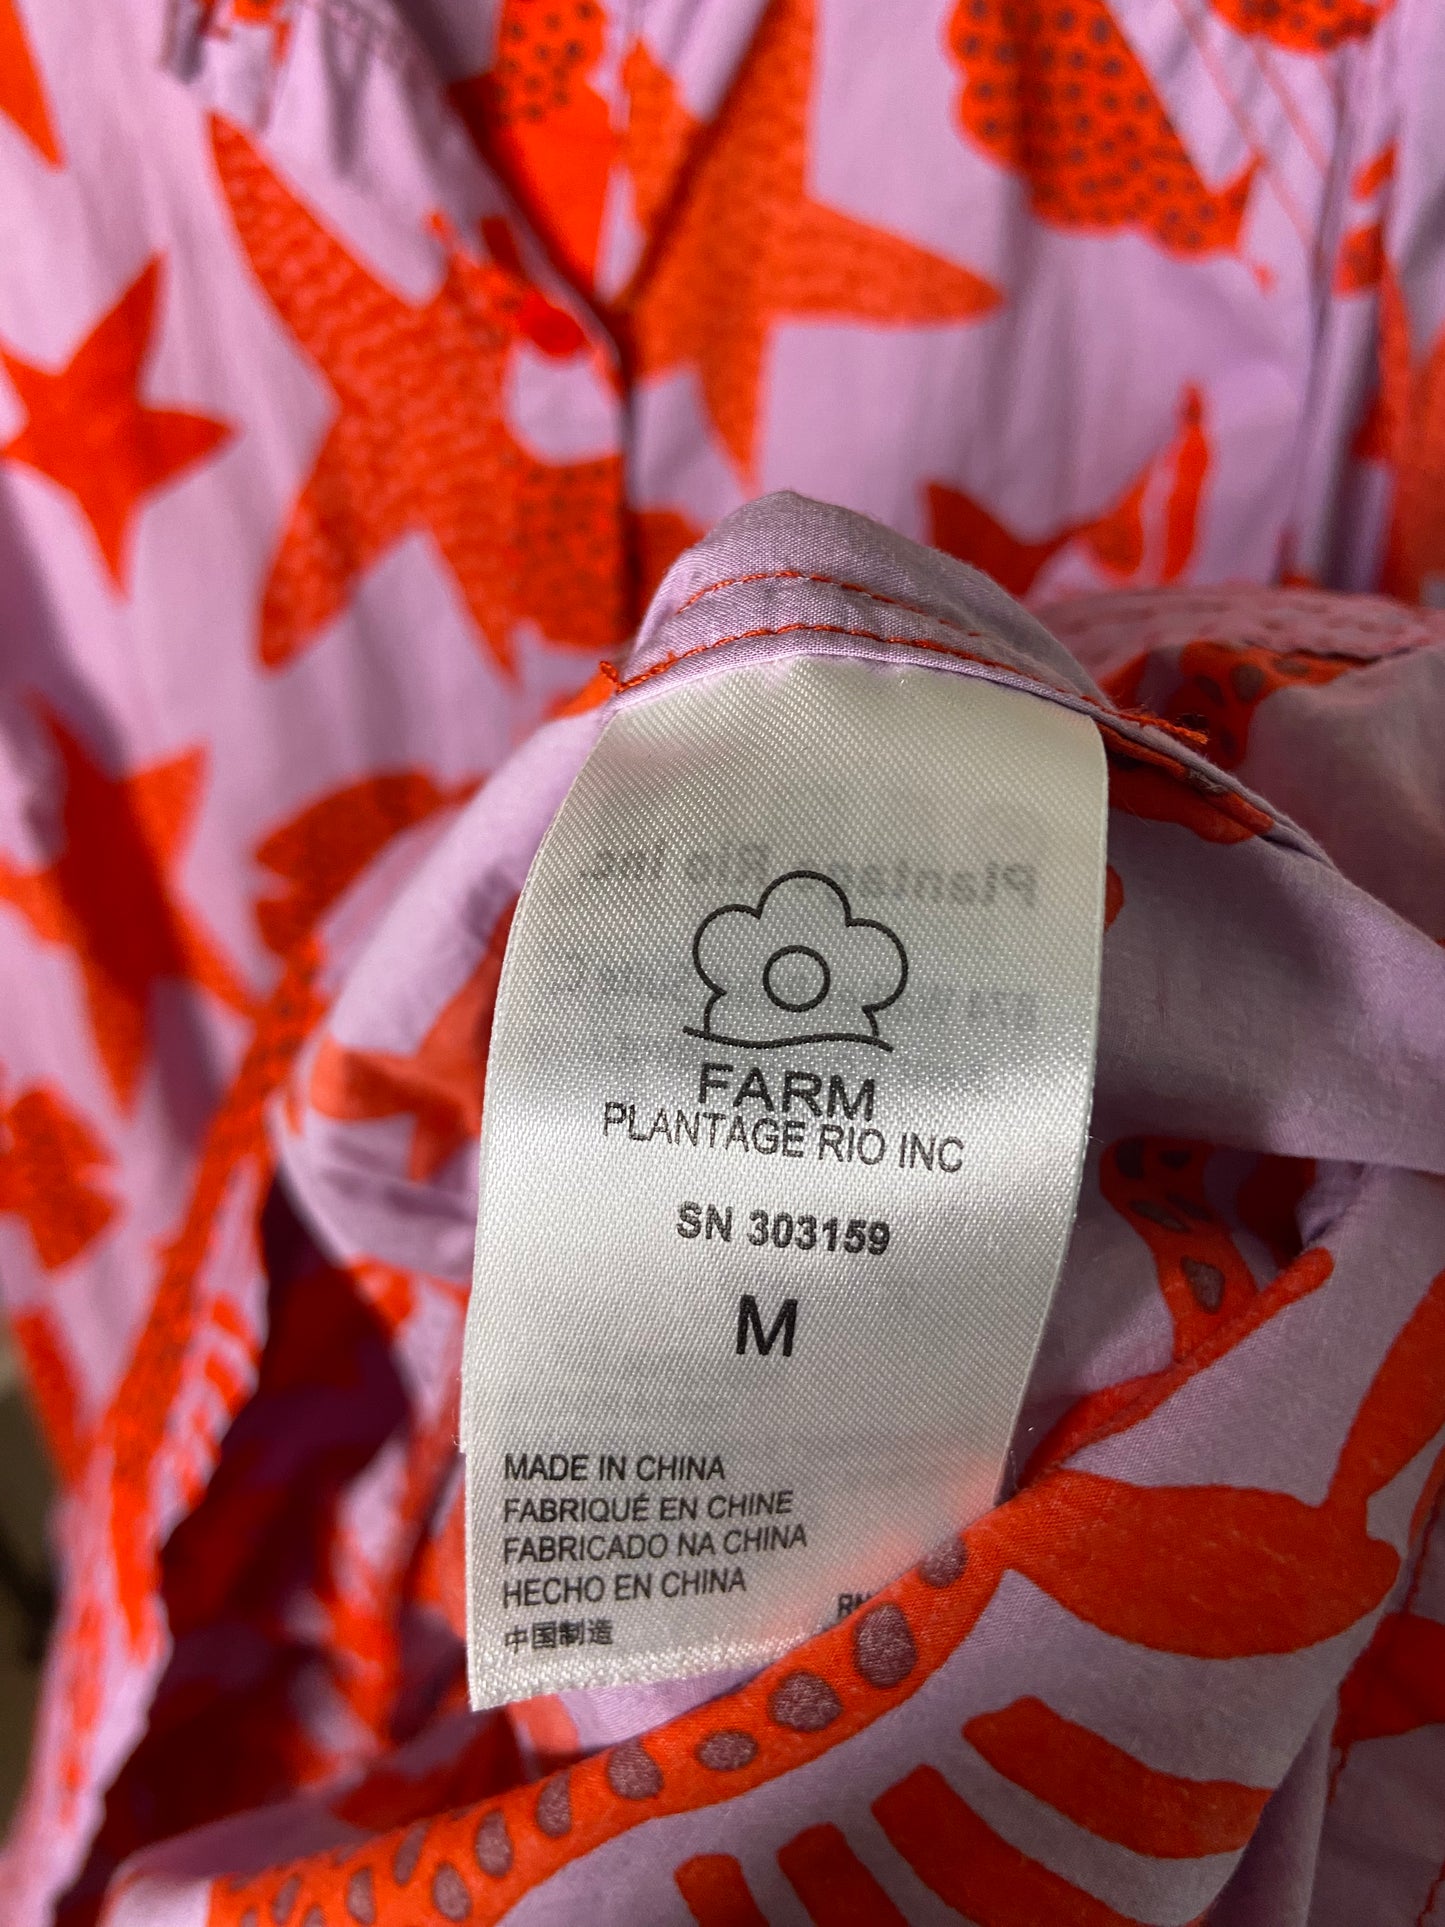 FARM
PLANTAGE RIO INC
SN 303159
M
MADE IN CHINA
FABRIQUÉ EN CHINE
FABRICADO NA CHINA
HECHO EN CHINA
中国制造